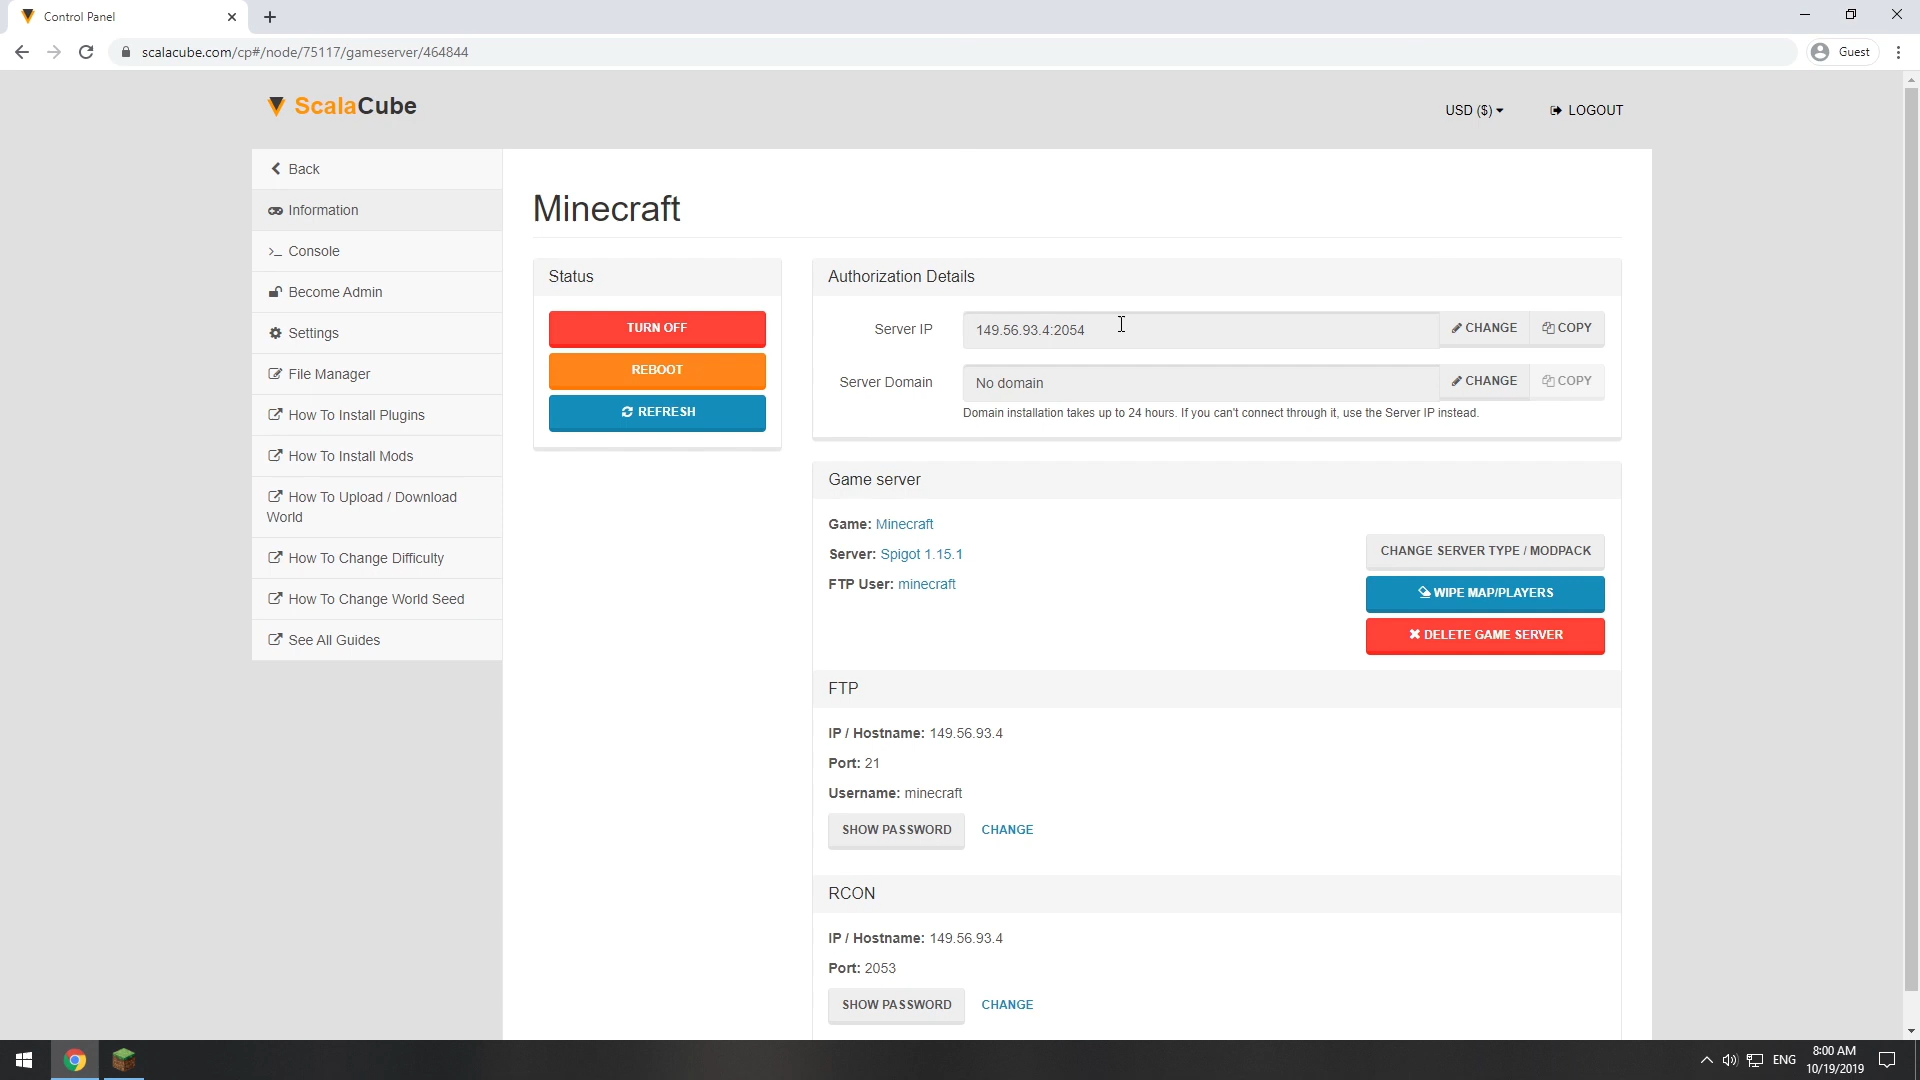 Control Panel
scalacube.com/cp#/node/75117/gameserver/464844
Guest
ScalaCube
USD ($)
LOGOUT
Back
Information
Console
Become Admin
Settings
File Manager
How To Install Plugins
How To Install Mods
How To Upload / Download
World
How To Change Difficulty
How To Change World Seed
See All Guides
Minecraft
Status
TURN OFF
REBOOT
REFRESH
Authorization Details
Server IP 149.56.93.4:2054 CHANGE COPY
Server Domain No domain CHANGE COPY
Domain installation takes up to 24 hours. If you can't connect through it, use the Server IP instead.
Game server
Game: Minecraft
Server: Spigot 1.15.1
FTP User: minecraft
CHANGE SERVER TYPE / MODPACK
WIPE MAP/PLAYERS
DELETE GAME SERVER
FTP
IP / Hostname: 149.56.93.4
Port: 21
Username: minecraft
SHOW PASSWORD CHANGE
RCON
IP / Hostname: 149.56.93.4
Port: 2053
SHOW PASSWORD CHANGE
ENG
8:00 AM
10/19/2019